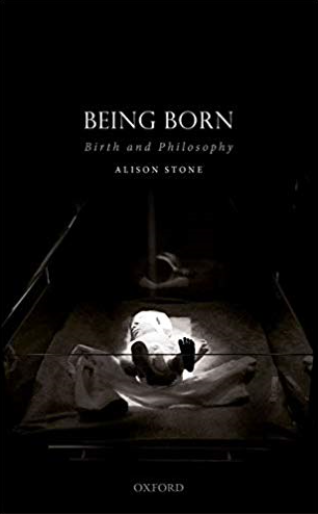 BEING BORN
Birth and Philosophy
ALISON STONE
OXFORD